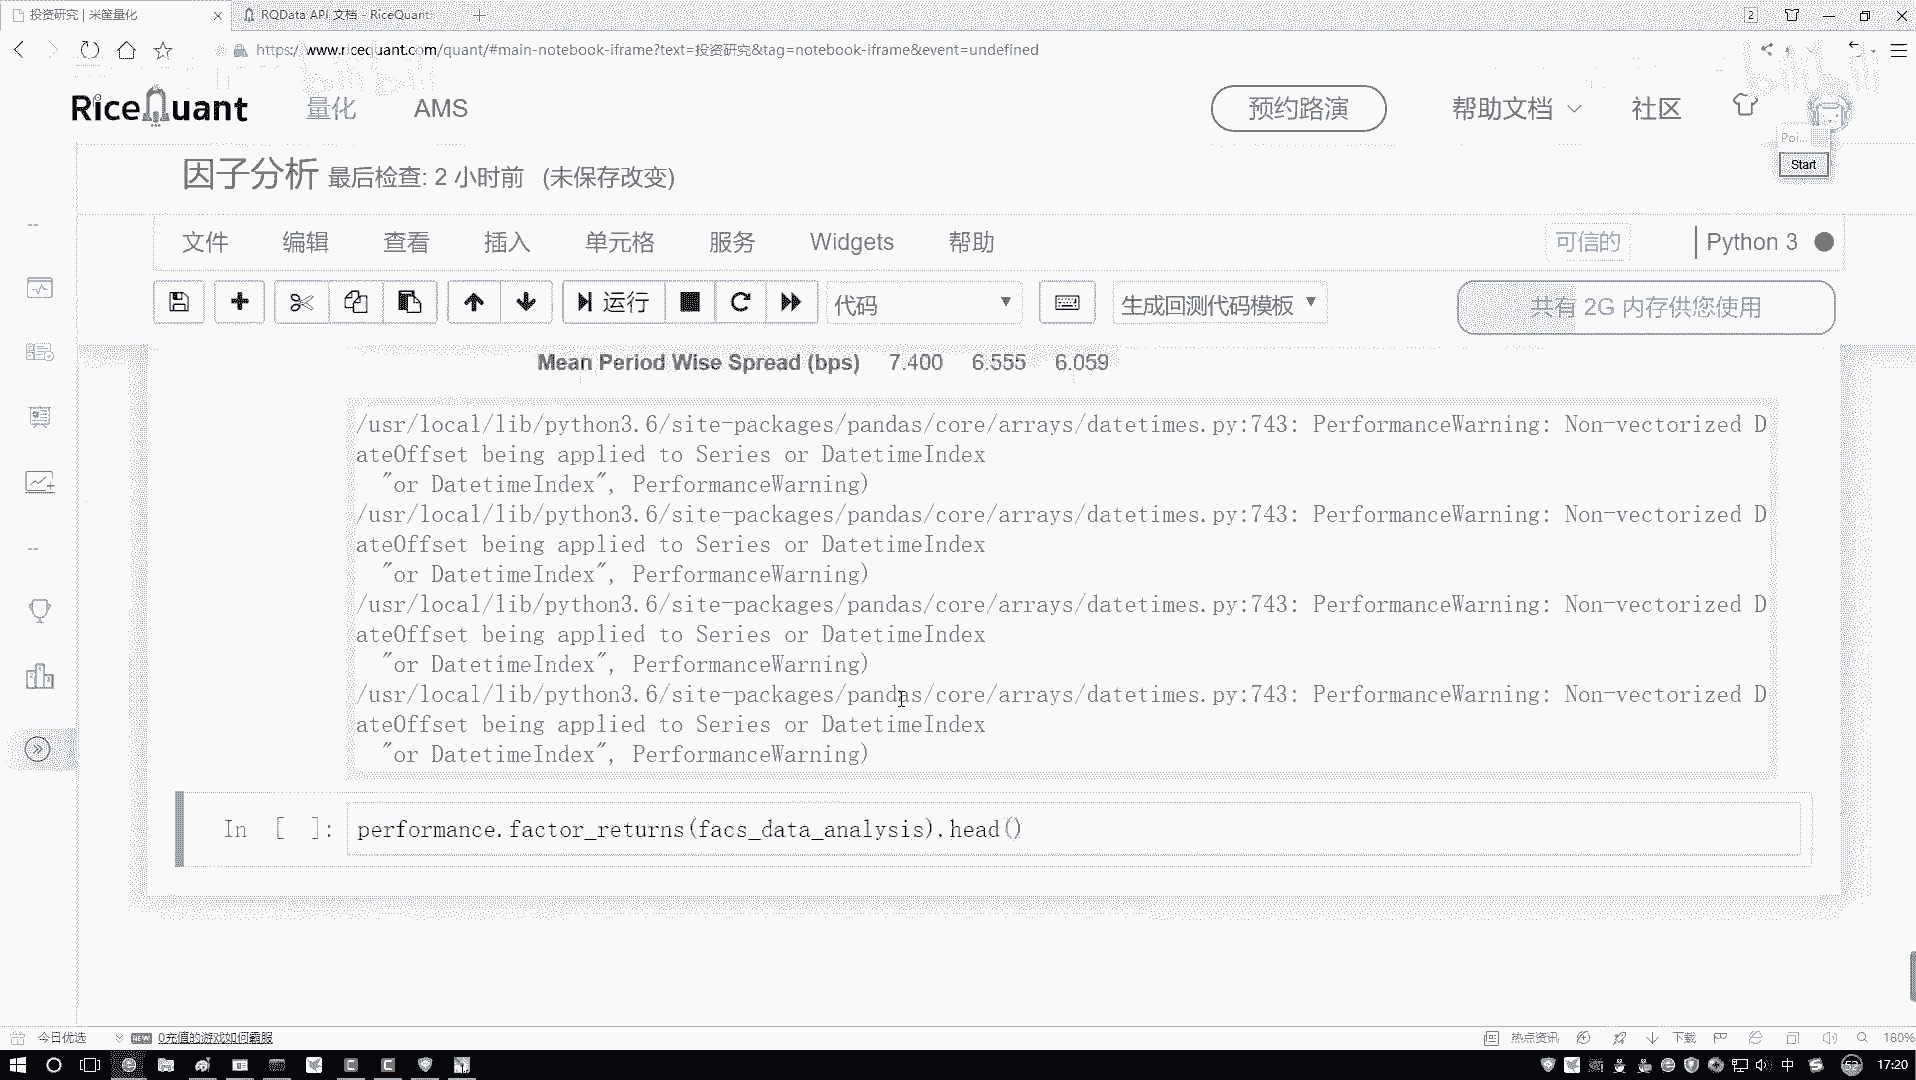 投资研究 | 米筐量化
RQData API 文档 - RiceQuant
2
https://www.ricequant.com/quant/#main-notebook-iframe?text=投资研究&tag=notebook-iframe&event=undefined
bilibili
RiceQuant
量化
AMS
预约路演
帮助文档
社区
Poi...
Start
因子分析 最后检查: 2 小时前 (未保存改变)
文件 编辑 查看 插入 单元格 服务 Widgets 帮助
可信的
Python 3
运行
代码
生成回测代码模板
共有 2G 内存供您使用
Mean Period Wise Spread (bps) 7.400 6.555 6.059
/usr/local/lib/python3.6/site-packages/pandas/core/arrays/datetimes.py:743: PerformanceWarning: Non-vectorized D
ateOffset being applied to Series or DatetimeIndex
"or DatetimeIndex", PerformanceWarning)
/usr/local/lib/python3.6/site-packages/pandas/core/arrays/datetimes.py:743: PerformanceWarning: Non-vectorized D
ateOffset being applied to Series or DatetimeIndex
"or DatetimeIndex", PerformanceWarning)
/usr/local/lib/python3.6/site-packages/pandas/core/arrays/datetimes.py:743: PerformanceWarning: Non-vectorized D
ateOffset being applied to Series or DatetimeIndex
"or DatetimeIndex", PerformanceWarning)
/usr/local/lib/python3.6/site-packages/pandas/core/arrays/datetimes.py:743: PerformanceWarning: Non-vectorized D
ateOffset being applied to Series or DatetimeIndex
"or DatetimeIndex", PerformanceWarning)
In [ ]: performance.factor_returns(facs_data_analysis).head()
今日优选
NEW
0充值的游戏如何霸服
热点资讯
下载
180%
中
52
17:20